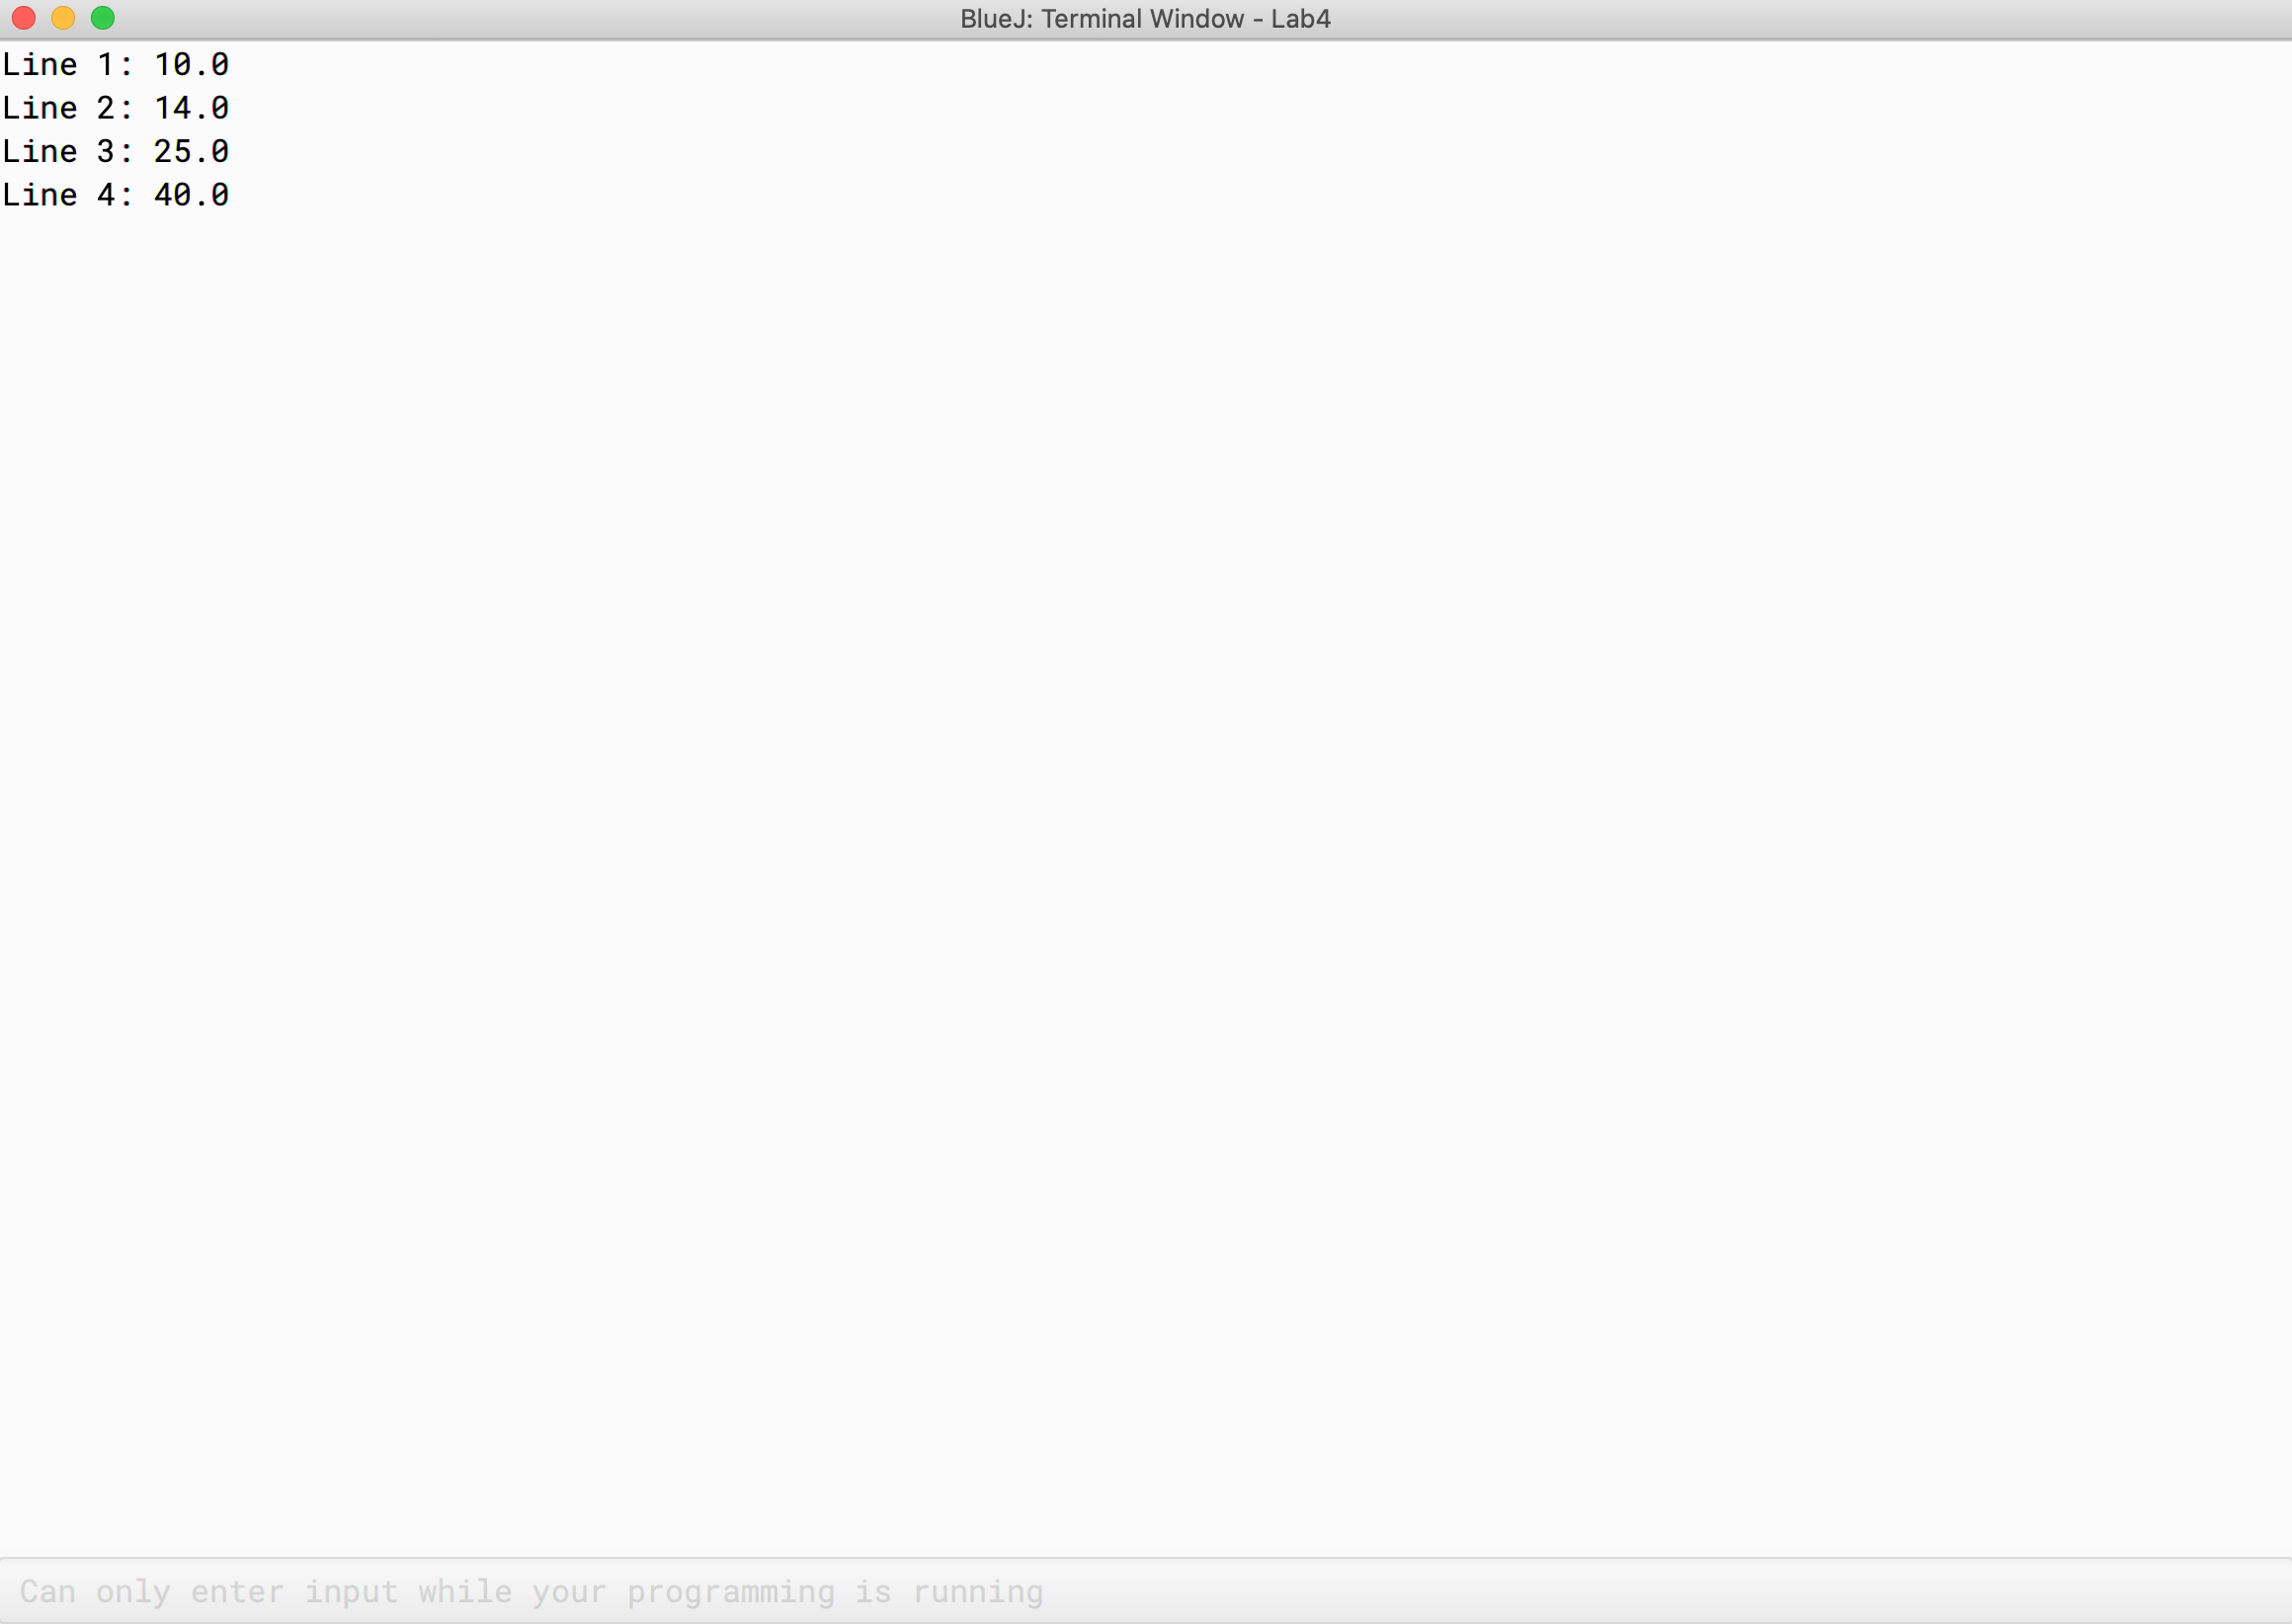 BlueJ: Terminal Window - Lab4
Line 1: 10.0
Line 2: 14.0
Line 3: 25.0
Line 4: 40.0
Can only enter input while your programming is running